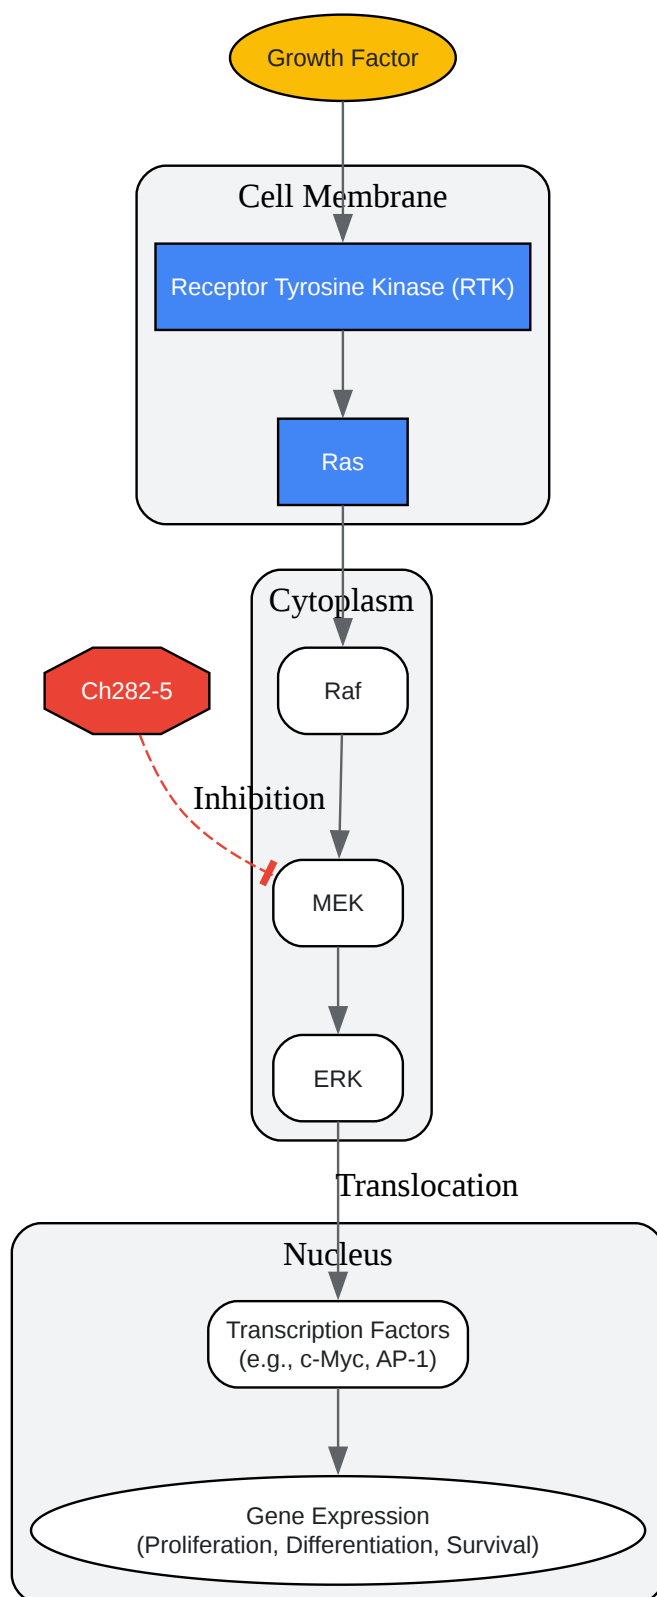 Growth Factor
Cell Membrane
Receptor Tyrosine Kinase (RTK)
Ras
Cytoplasm
Ch282-5
Raf
Inhibition
MEK
ERK
Translocation
Nucleus
Transcription Factors
(e.g., c-Myc, AP-1)
Gene Expression
(Proliferation, Differentiation, Survival)